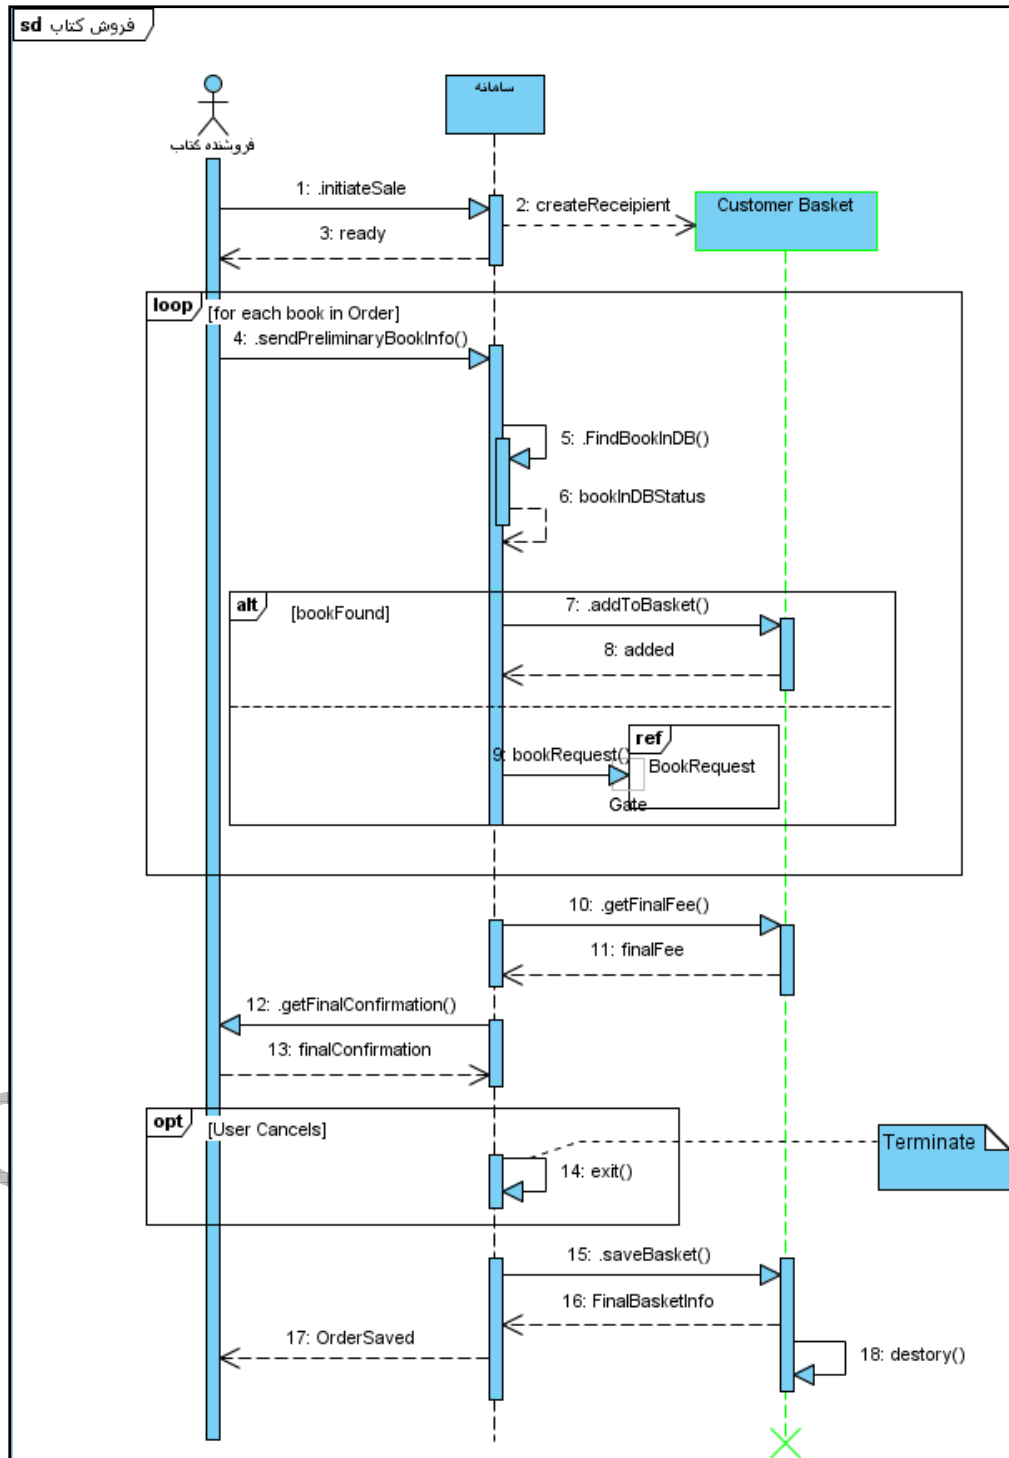 sd فروش کتاب
سامانه
فروشنده کتاب
1: .initiateSale
2: createReceipient
Customer Basket
3: ready
loop
[for each book in Order]
4: .sendPreliminaryBookInfo()
5: .FindBookInDB()
6: bookInDBStatus
alt
[bookFound]
7: .addToBasket()
8: added
9: bookRequest()
ref
BookRequest
Gate
10: .getFinalFee()
11: finalFee
12: .getFinalConfirmation()
13: finalConfirmation
opt
[User Cancels]
Terminate
14: exit()
15: .saveBasket()
16: FinalBasketInfo
17: OrderSaved
18: destory()